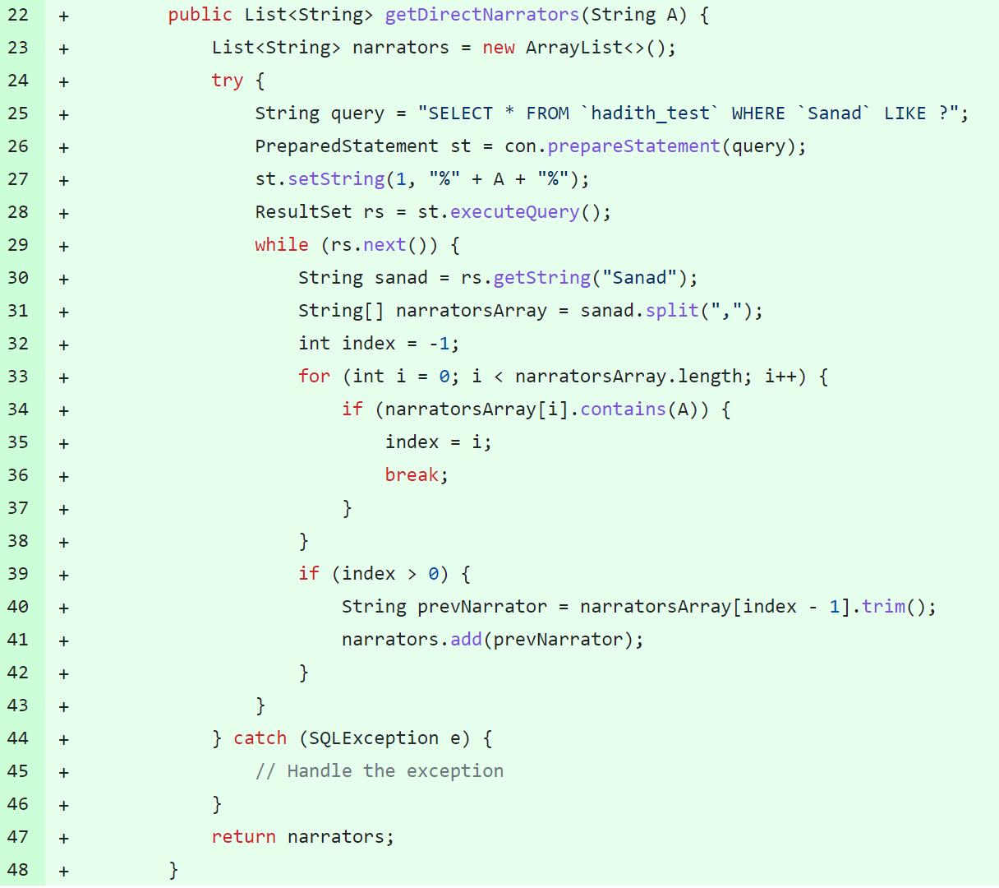 22 + public List<String> getDirectNarrators(String A) {
23 + List<String> narrators = new ArrayList<>();
24 + try {
25 + String query = "SELECT * FROM `hadith_test` WHERE `Sanad` LIKE ?";
26 + PreparedStatement st = con.prepareStatement(query);
27 + st.setString(1, "%" + A + "%");
28 + ResultSet rs = st.executeQuery();
29 + while (rs.next()) {
30 + String sanad = rs.getString("Sanad");
31 + String[] narratorsArray = sanad.split(",");
32 + int index = -1;
33 + for (int i = 0; i < narratorsArray.length; i++) {
34 + if (narratorsArray[i].contains(A)) {
35 + index = i;
36 + break;
37 + }
38 + }
39 + if (index > 0) {
40 + String prevNarrator = narratorsArray[index - 1].trim();
41 + narrators.add(prevNarrator);
42 + }
43 + }
44 + } catch (SQLException e) {
45 + // Handle the exception
46 + }
47 + return narrators;
48 + }